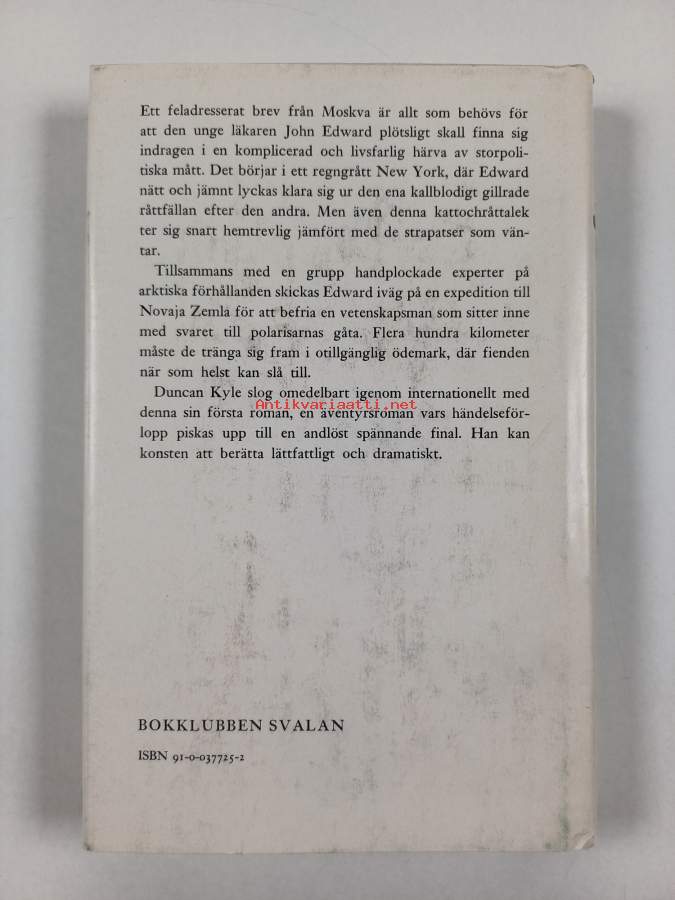 Ett feladresserat brev från Moskva är allt som behövs för
att den unge läkaren John Edward plötsligt skall finna sig
indragen i en komplicerad och livsfarlig härva av storpoli-
tiska mått. Det börjar i ett regngrått New York, där Edward
nätt och jämnt lyckas klara sig ur den ena kallblodigt gillrade
råttfällan efter den andra. Men även denna kattochråttalek
ter sig snart hemtrevlig jämfört med de strapatser som vän-
tar.
Tillsammans med en grupp handplockade experter på
arktiska förhållanden skickas Edward iväg på en expedition till
Novaja Zemla för att befria en vetenskapsman som sitter inne
med svaret till polarisarnas gåta. Flera hundra kilometer
måste de tränga sig fram i otillgänglig ödemark, där fienden
när som helst kan slå till.
Duncan Kyle slog omedelbart igenom internationellt med
Antikvariaatti.net
denna sin första roman, en äventyrsroman vars händelseför-
lopp piskas upp till en andlöst spännande final. Han kan
konsten att berätta lättfattligt och dramatiskt.
BOKKLUBBEN SVALAN
ISBN 91-0-037725-2